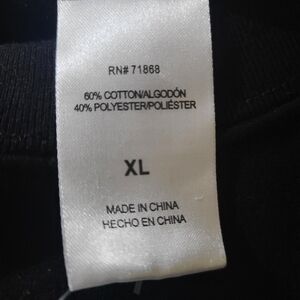 RN# 71868
60% COTTON/ALGODÓN
40% POLYESTER/POLIÉSTER
XL
MADE IN CHINA
HECHO EN CHINA